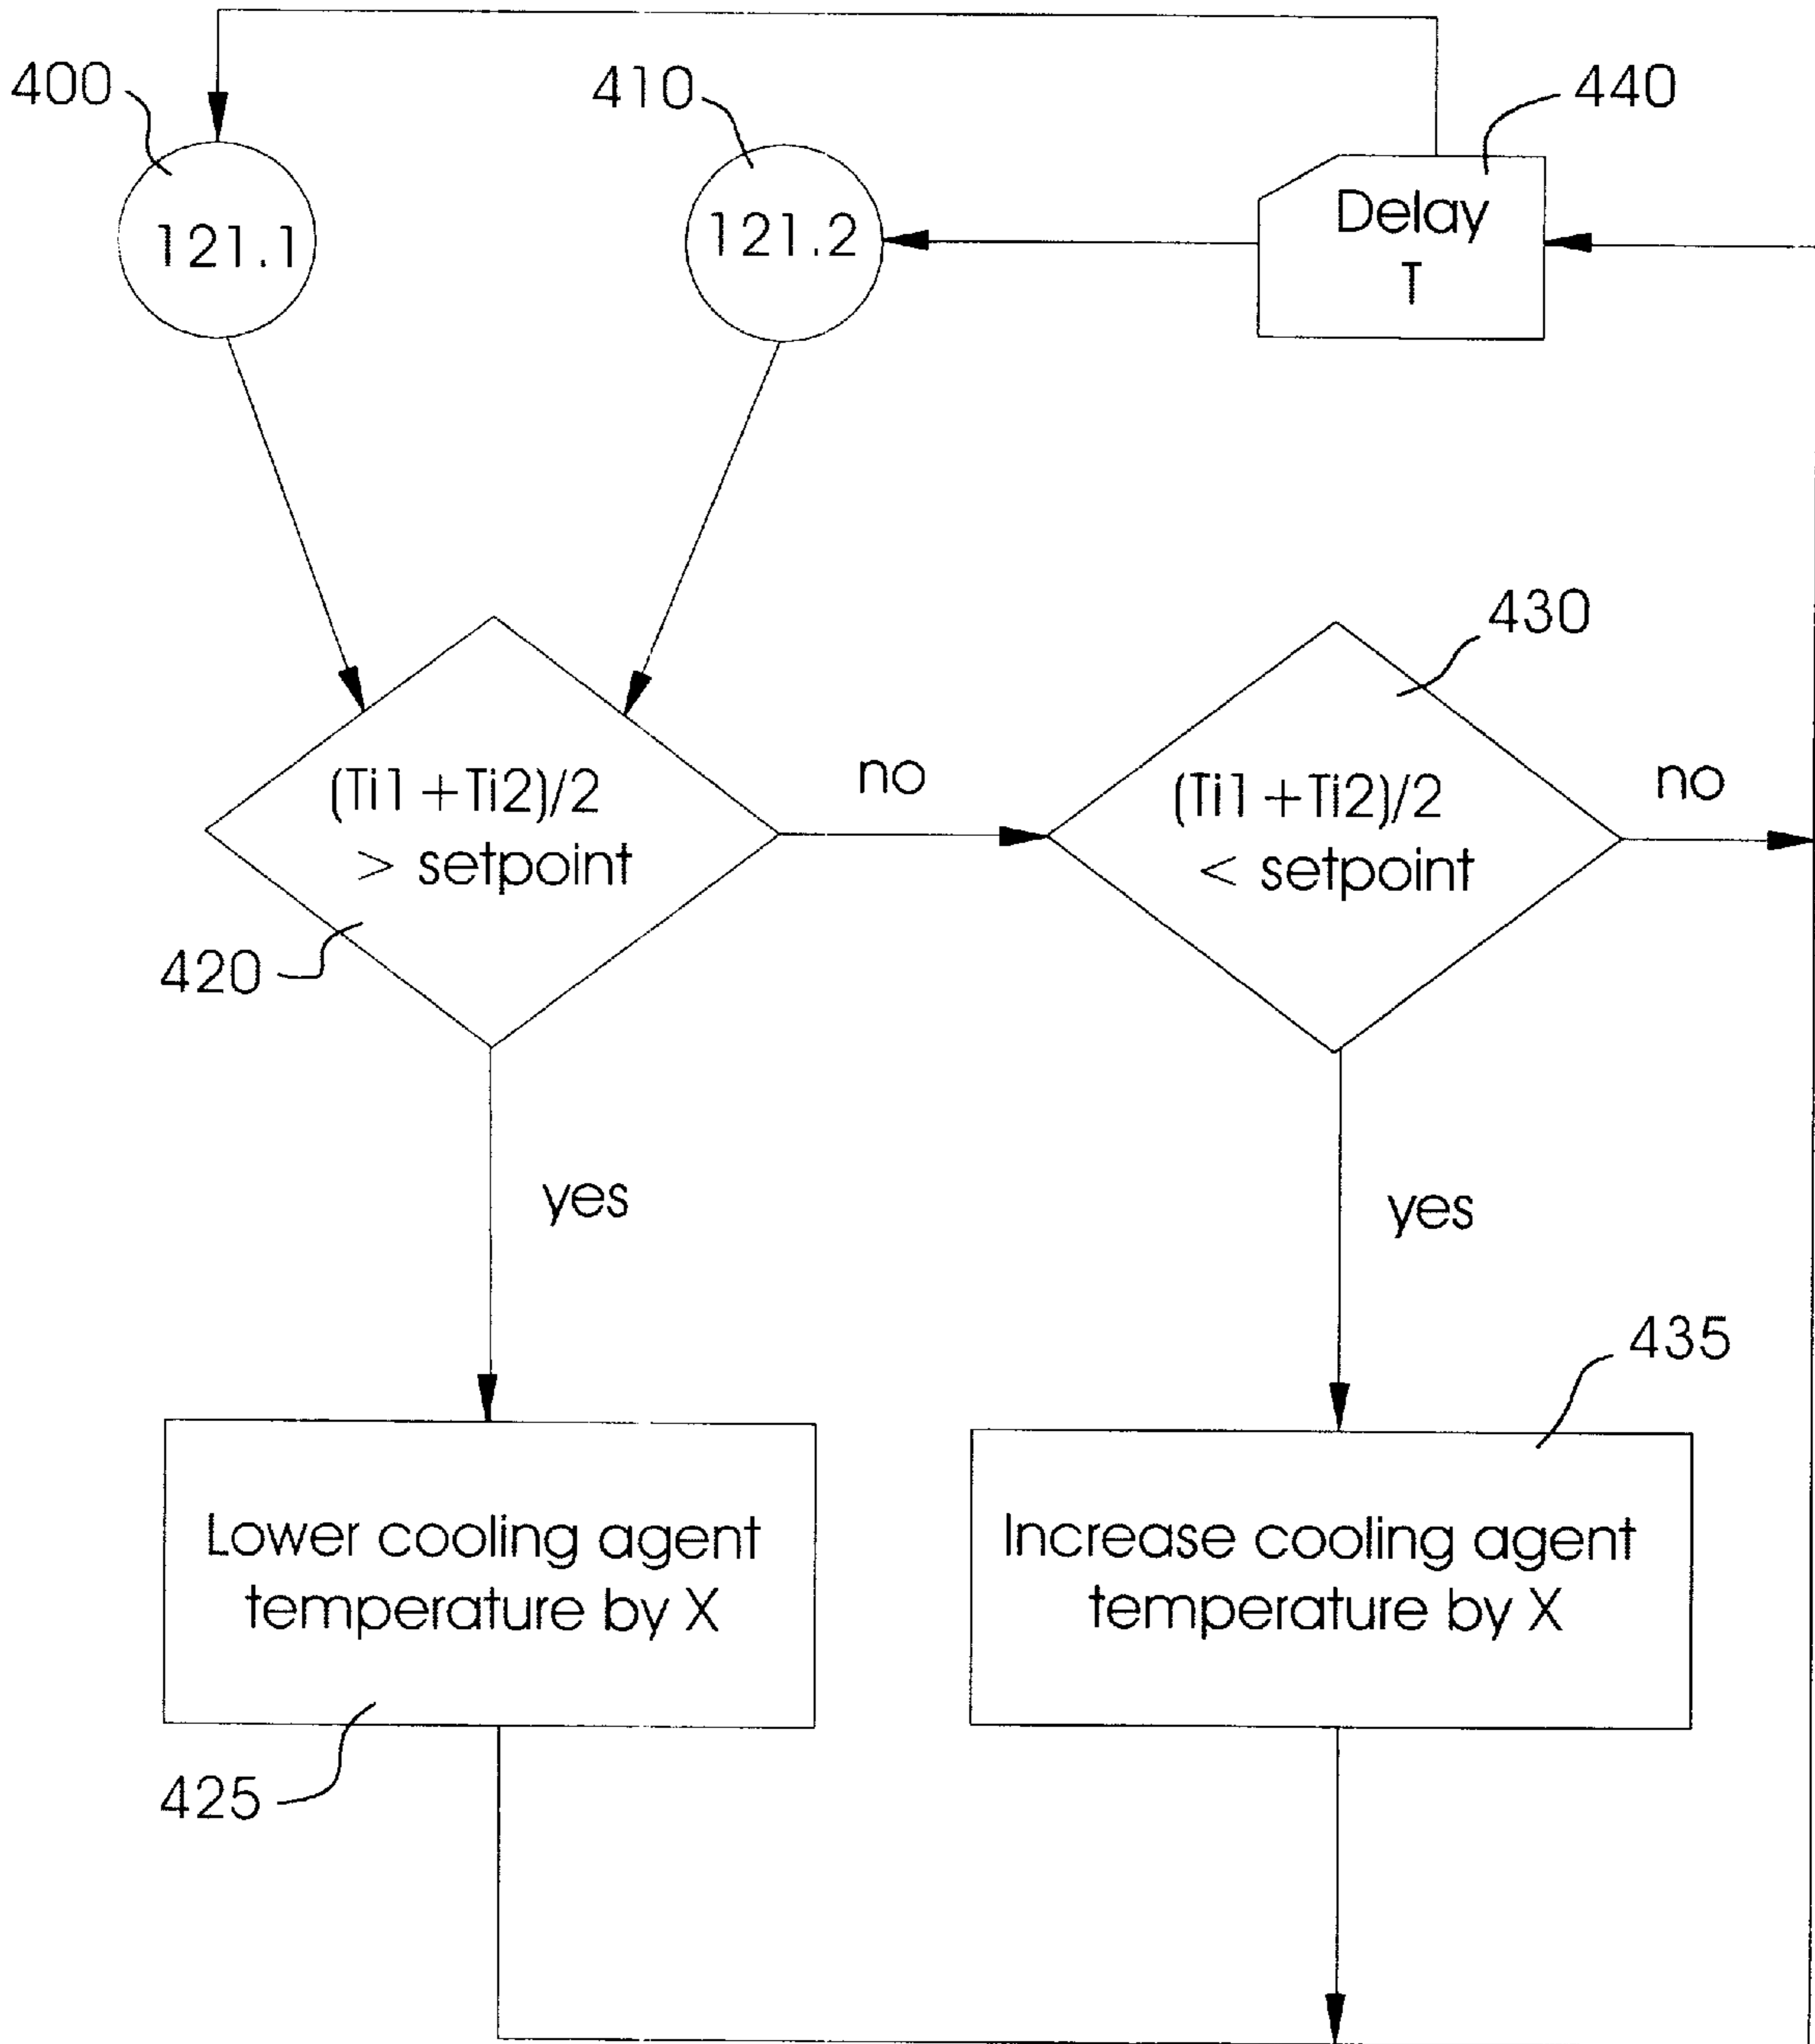 400
410
440
121.1
121.2
Delay
T
430
(Ti1 +Ti2)/2
> setpoint
no
(Ti1 +Ti2)/2
< setpoint
no
420
yes
yes
435
Lower cooling agent
temperature by X
Increase cooling agent
temperature by X
425